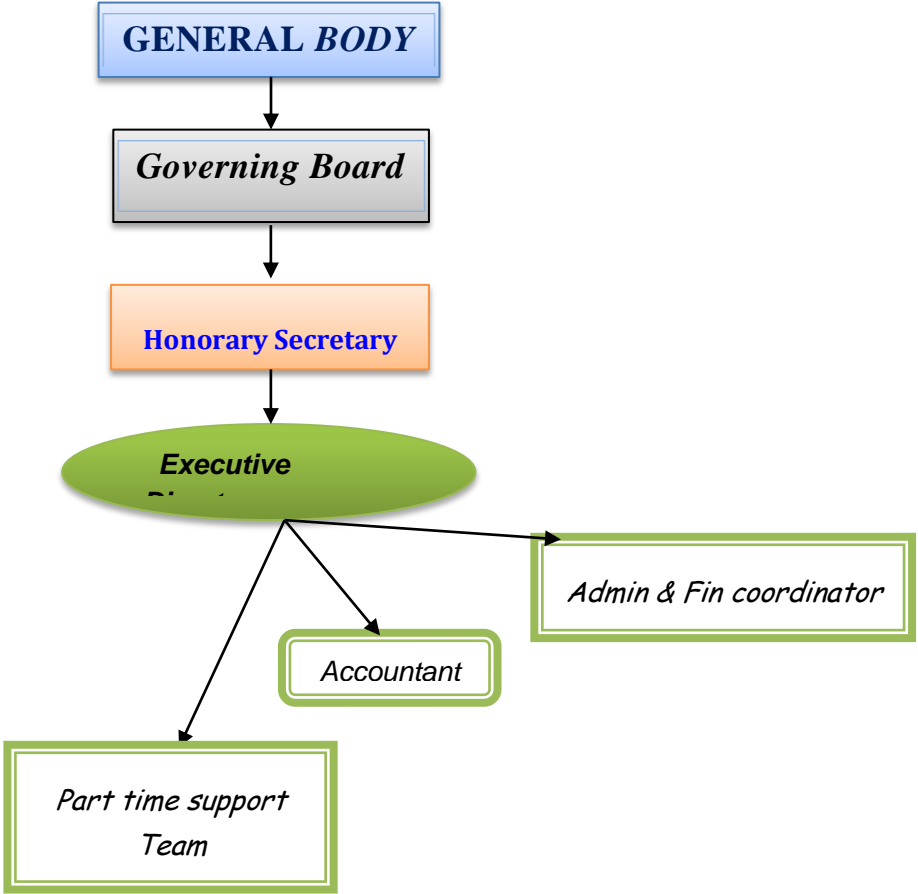 GENERAL BODY
Governing Board
Honorary Secretary
Executive
Admin & Fin coordinator
Accountant
Part time support
Team